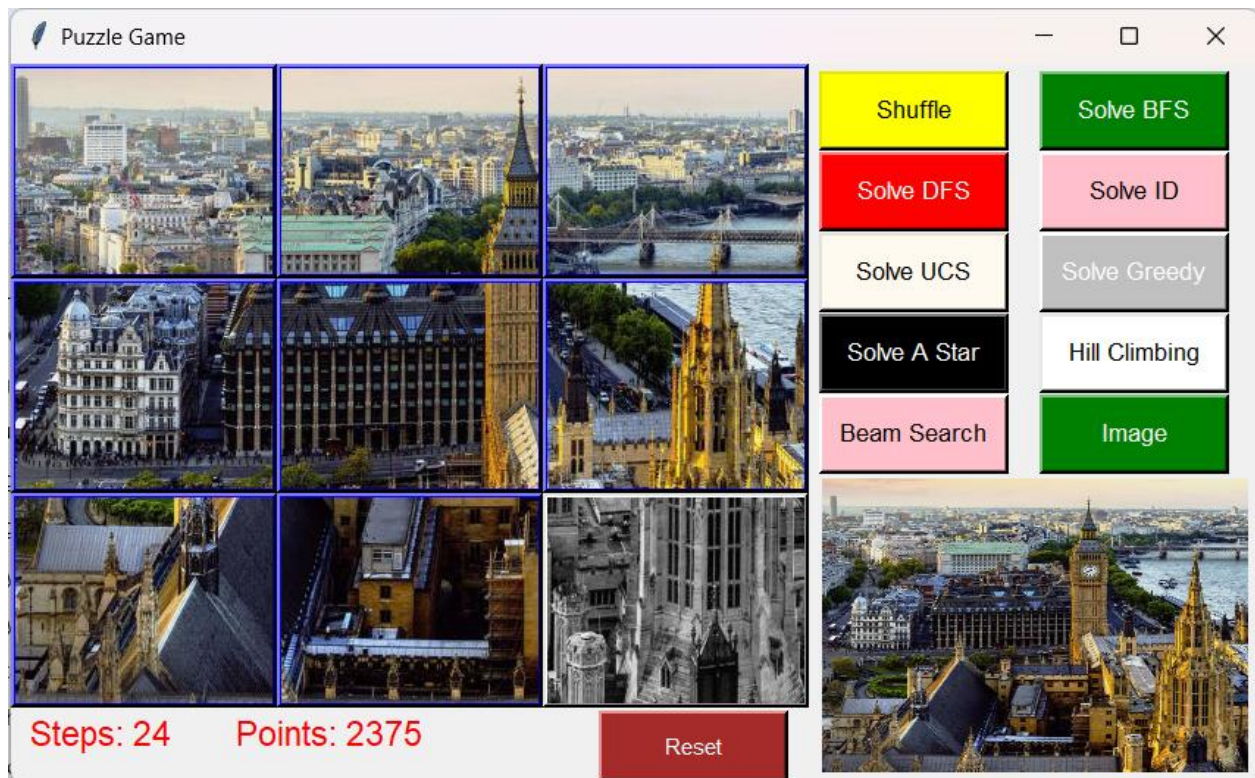 Puzzle Game
Shuffle
Solve BFS
Solve DFS
Solve ID
Solve UCS
Solve Greedy
Solve A Star
Hill Climbing
Beam Search
Image
Steps: 24
Points: 2375
Reset